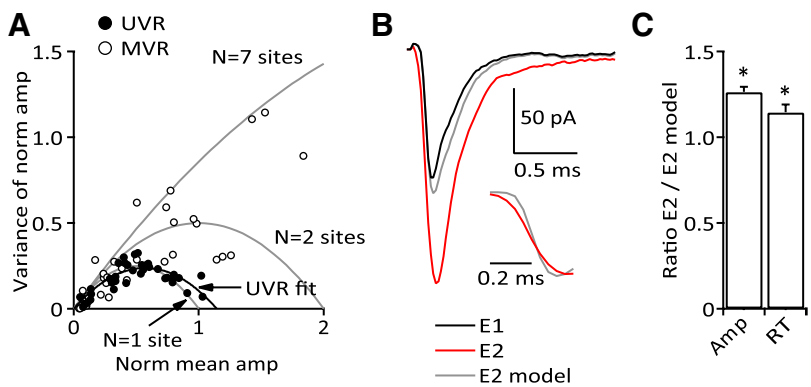 A
UVR
MVR
Variance of norm amp
1.5
1.0
0.5
0
N=7 sites
N=2 sites
UVR fit
N=1 site
0
1
2
Norm mean amp
B
50 pA
0.5 ms
0.2 ms
E1
E2
E2 model
C
Ratio E2 / E2 model
1.5
1.0
0.5
0
*
*
Amp
RT